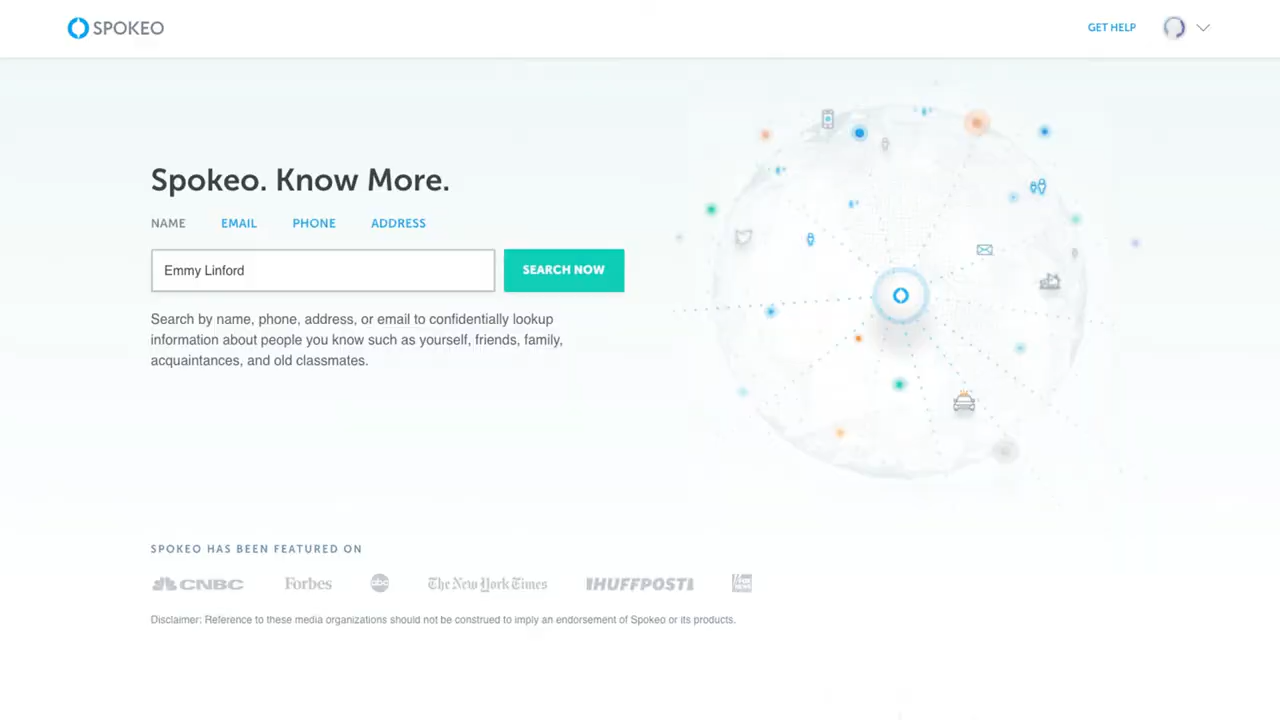 SPOKEO
GET HELP
Spokeo. Know More.
NAME EMAIL PHONE ADDRESS
Emmy Linford
SEARCH NOW
Search by name, phone, address, or email to confidentially lookup
information about people you know such as yourself, friends, family,
acquaintances, and old classmates.
SPOKEO HAS BEEN FEATURED ON
CNBC Forbes abc The New York Times HUFFPOST FOX NEWS
Disclaimer: Reference to these media organizations should not be construed to imply an endorsement of Spokeo or its products.